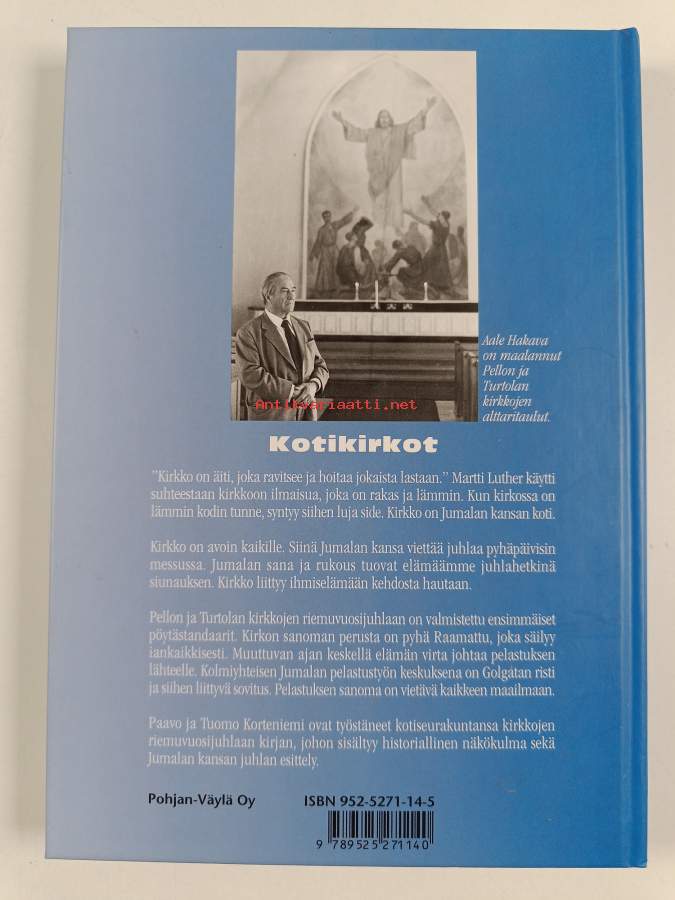 Aale Hakava
on maalannut
Pellon ja
Turtolan
kirkkojen
alttaritaulut.
Antikvariaatti.net
Kotikirkot
"Kirkko on äiti, joka ravitsee ja hoitaa jokaista lastaan." Martti Luther käytti
suhteestaan kirkkoon ilmaisua, joka on rakas ja lämmin. Kun kirkossa on
lämmin kodin tunne, syntyy siihen luja side. Kirkko on Jumalan kansan koti.
Kirkko on avoin kaikille. Siinä Jumalan kansa viettää juhlaa pyhäpäivisin
messussa. Jumalan sana ja rukous tuovat elämäämme juhlahetkinä
siunauksen. Kirkko liittyy ihmiselämään kehdosta hautaan.
Pellon ja Turtolan kirkkojen riemuvuosijuhlaan on valmistettu ensimmäiset
pöytästandaarit. Kirkon sanoman perusta on pyhä Raamattu, joka säilyy
iankaikkisesti. Muuttuvan ajan keskellä elämän virta johtaa pelastuksen
lähteelle. Kolmiyhteisen Jumalan pelastustyön keskuksena on Golgatan risti
ja siihen liittyvä sovitus. Pelastuksen sanoma on vietävä kaikkeen maailmaan.
Paavo ja Tuomo Korteniemi ovat työstäneet kotiseurakuntansa kirkkojen
riemuvuosijuhlaan kirjan, johon sisältyy historiallinen näkökulma sekä
Jumalan kansan juhlan esittely.
Pohjan-Väylä Oy
ISBN 952-5271-14-5
9 789525 271140